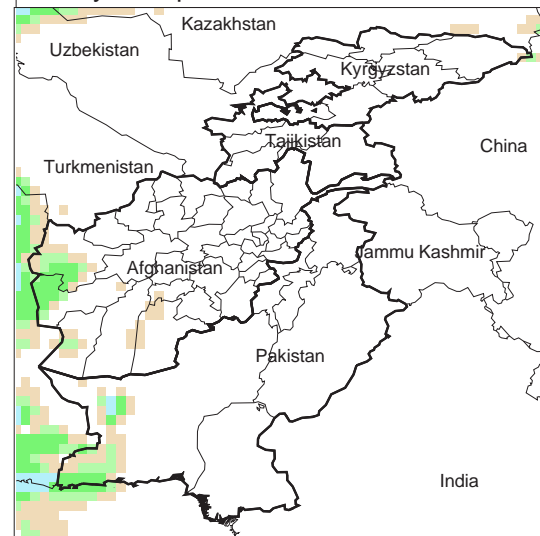 Kazakhstan
Uzbekistan
Kyrgyzstan
Tajikistan
China
Turkmenistan
Jammu Kashmir
Afghanistan
Pakistan
India